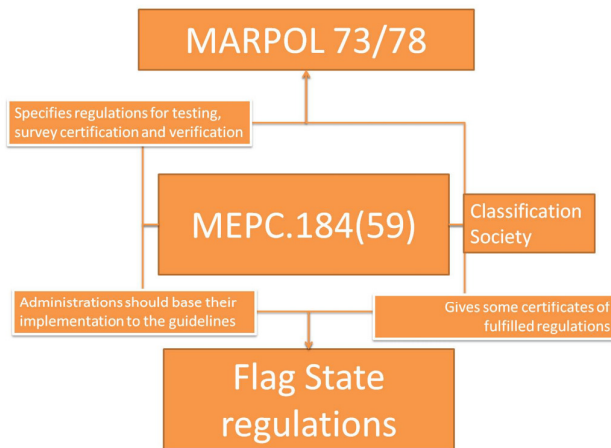 MARPOL 73/78
Specifies regulations for testing,
survey certification and verification
MEPC.184(59)
Classification
Society
Administrations should base their
implementation to the guidelines
Gives some certificates of
fulfilled regulations
Flag State
regulations